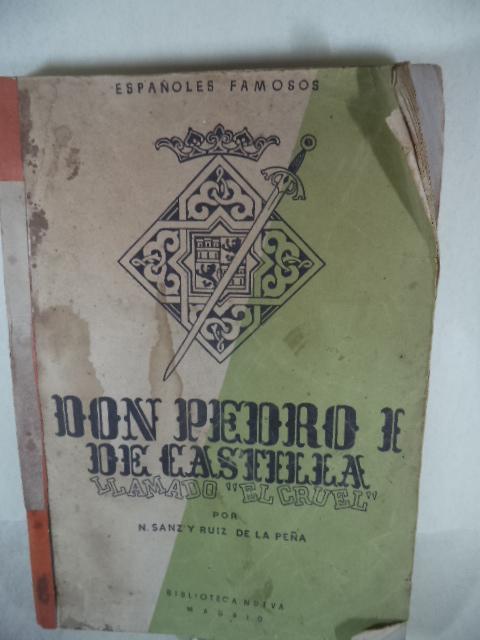 ESPAÑOLES FAMOSOS
DON PEDRO I
DE CASTILLA
LLAMADO "EL CRUEL"
POR
N. SANZ Y RUIZ DE LA PEÑA
BIBLIOTECA NUEVA
MADRID